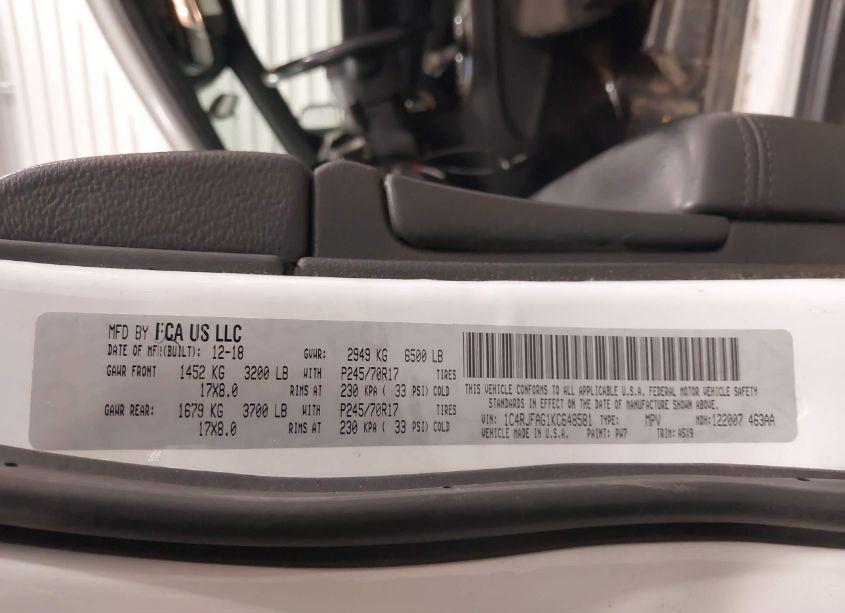 MFD BY FCA US LLC
DATE OF MFR(BUILT): 12-18 GVWR: 2949 KG 6500 LB
GAWR FRONT 1452 KG 3200 LB WITH P245/70R17 TIRES
17X8.0 RIMS AT 230 KPA ( 33 PSI) COLD
GAWR REAR: 1679 KG 3700 LB WITH P245/70R17 TIRES
17X8.0 RIMS AT 230 KPA ( 33 PSI) COLD
THIS VEHICLE CONFORMS TO ALL APPLICABLE U.S.A. FEDERAL MOTOR VEHICLE SAFETY
STANDARDS IN EFFECT ON THE DATE OF MANUFACTURE SHOWN ABOVE.
VIN: 1C4RJFAG1KC648581 TYPE: MPV MDH:122007 463AA
VEHICLE MADE IN U.S.A. PAINT: PW7 TRIM: A5X9